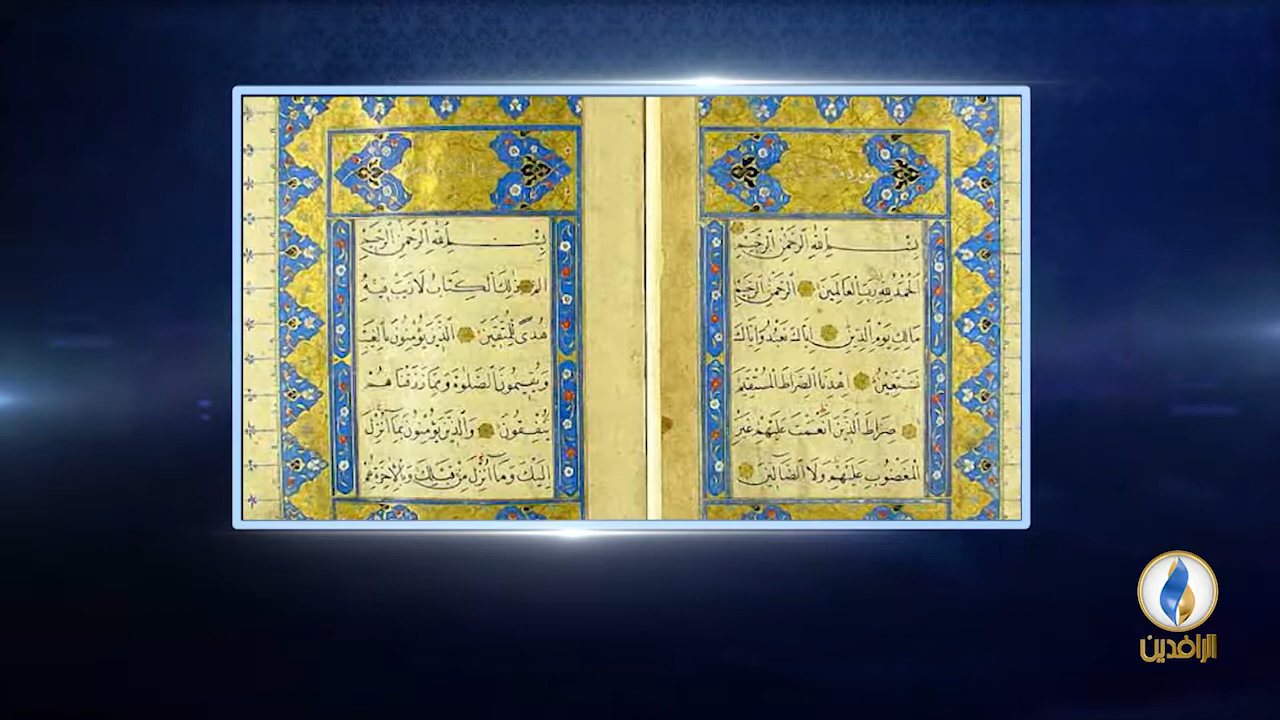 سورة
بسم الله الرحمن الرحيم
الحمد لله رب العالمين الرحمن الرحيم
مالك يوم الدين اياك نعبد واياك
نستعين اهدنا الصراط المستقيم
صراط الذين انعمت عليهم غير
المغضوب عليهم ولا الضالين
بسم الله الرحمن الرحيم
الم ذلك الكتاب لا ريب فيه
هدى للمتقين الذين يؤمنون بالغيب
ويقيمون الصلوة ومما رزقناهم
ينفقون والذين يؤمنون بما انزل
اليك وما انزل من قبلك وبالاخرة هم
الرافدين